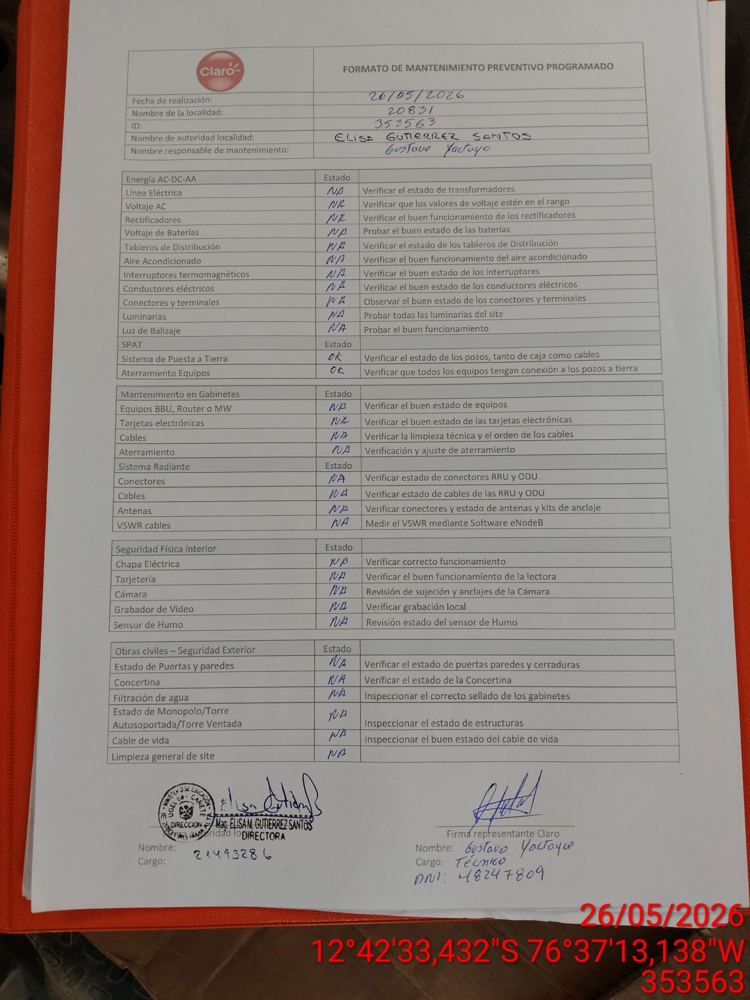 Claro
FORMATO DE MANTENIMIENTO PREVENTIVO PROGRAMADO
Fecha de realización: 26/05/2026
Nombre de la localidad: 20831
ID: 353563
Nombre de autoridad localidad: ELISA GUTIERREZ SANTOS
Nombre responsable de mantenimiento: Gustavo Yactayo
Energía AC-DC-AA Estado
Línea Eléctrica NA Verificar el estado de transformadores
Voltaje AC NA Verificar que los valores de voltaje estén en el rango
Rectificadores NA Verificar el buen funcionamiento de los rectificadores
Voltaje de Baterías NA Probar el buen estado de las baterías
Tableros de Distribución NA Verificar el estado de los tableros de Distribución
Aire Acondicionado NA Verificar el buen funcionamiento del aire acondicionado
Interruptores termomagnéticos NA Verificar el buen estado de los interruptores
Conductores eléctricos NA Verificar el buen estado de los conductores eléctricos
Conectores y terminales NA Observar el buen estado de los conectores y terminales
Luminarias NA Probar todas las luminarias del site
Luz de Balizaje NA Probar el buen funcionamiento
SPAT Estado
Sistema de Puesta a Tierra OK Verificar el estado de los pozos, tanto de caja como cables
Aterramiento Equipos OK Verificar que todos los equipos tengan conexión a los pozos a tierra
Mantenimiento en Gabinetes Estado
Equipos BBU, Router o MW NA Verificar el buen estado de equipos
Tarjetas electrónicas NA Verificar el buen estado de las tarjetas electrónicas
Cables NA Verificar la limpieza técnica y el orden de los cables
Aterramiento NA Verificación y ajuste de aterramiento
Sistema Radiante Estado
Conectores NA Verificar estado de conectores RRU y ODU.
Cables NA Verificar estado de cables de las RRU y ODU
Antenas NA Verificar conectores y estado de antenas y kits de anclaje
VSWR cables NA Medir el VSWR mediante Software eNodeB
Seguridad Física interior Estado
Chapa Eléctrica NA Verificar correcto funcionamiento
Tarjetería NA Verificar el buen funcionamiento de la lectora
Cámara NA Revisión de sujeción y anclajes de la Cámara
Grabador de Video NA Verificar grabación local
Sensor de Humo NA Revisión estado del sensor de Humo
Obras civiles – Seguridad Exterior Estado
Estado de Puertas y paredes NA Verificar el estado de puertas paredes y cerraduras
Concertina NA Verificar el estado de la Concertina
Filtración de agua NA Inspeccionar el correcto sellado de los gabinetes
Estado de Monopolo/Torre
Autosoportada/Torre Ventada NA Inspeccionar el estado de estructuras
Cable de vida NA Inspeccionar el buen estado del cable de vida
Limpieza general de site NA
MINISTERIO DE EDUCACIÓN
UGEL 08 - CAÑETE
DIRECCION
Mag. ELISA M. GUTIERREZ SANTOS
DIRECTORA
Firma autoridad
Nombre:
Cargo: 21493286
Firma representante Claro
Nombre: Gustavo Yactayo
Cargo: Técnico
DNI: 48247809
26/05/2026
12°42'33,432"S 76°37'13,138"W
353563